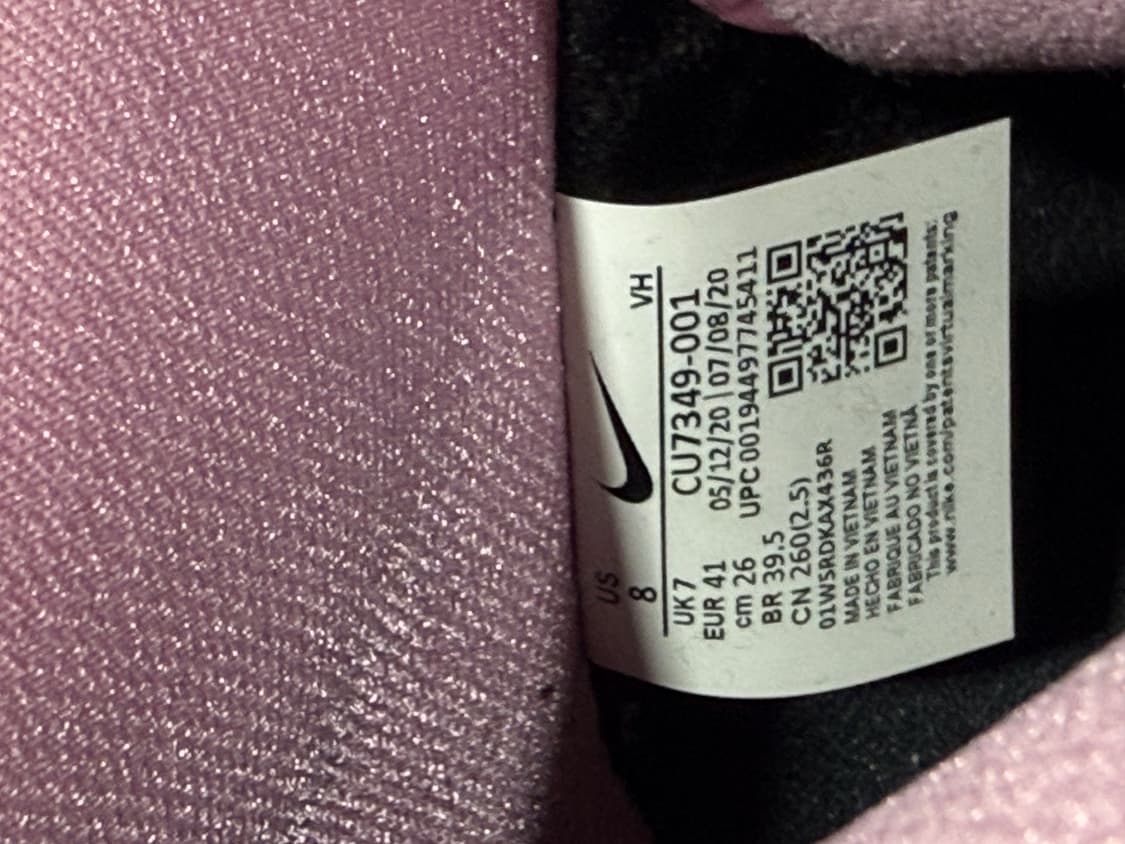 US
8
VH
UK 7
CU7349-001
EUR 41
05/12/20 | 07/08/20
cm 26
UPC 00194497745411
BR 39.5
CN 260(2.5)
01WSRDKAX436R
MADE IN VIETNAM
HECHO EN VIETNAM
FABRIQUE AU VIETNAM
FABRICADO NO VIETNÃ
This product is covered by one or more patents:
www.nike.com/patentsvirtualmarking